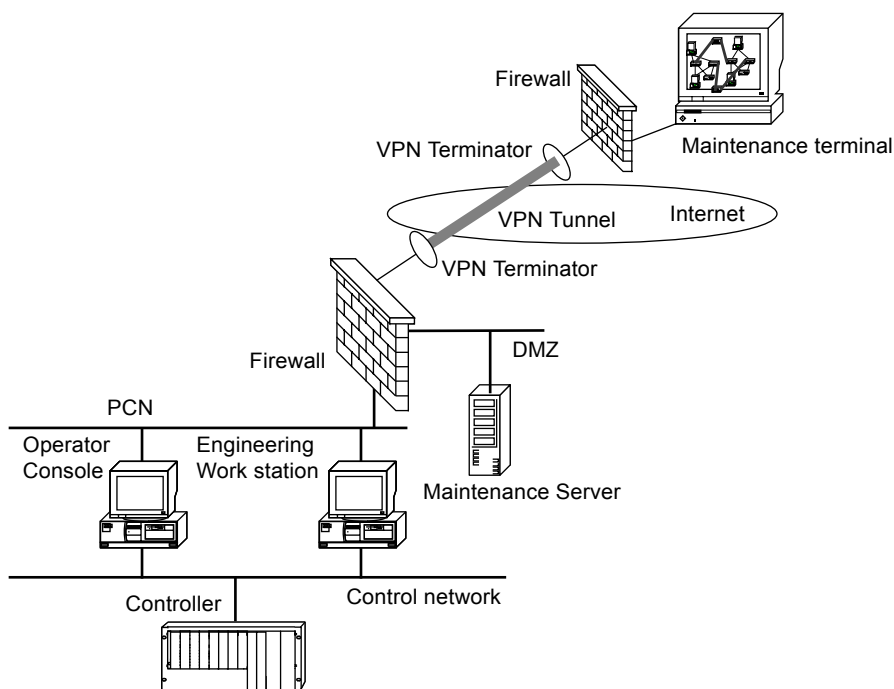 Firewall
Maintenance terminal
VPN Terminator
VPN Tunnel
Internet
VPN Terminator
Firewall
DMZ
PCN
Operator
Console
Engineering
Work station
Maintenance Server
Controller
Control network